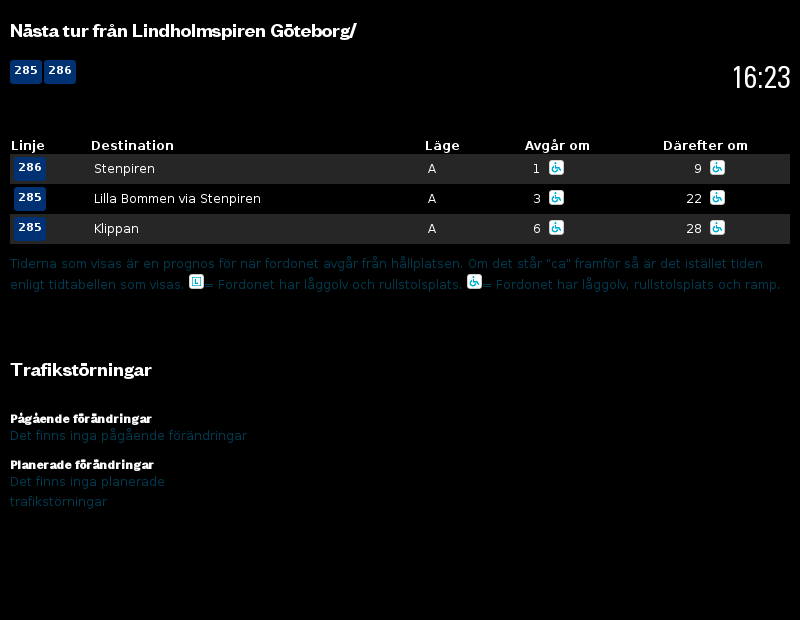 Nästa tur från Lindholmspiren Göteborg/
285 286
16:23
Linje Destination Läge Avgår om Därefter om
286 Stenpiren A 1 9
285 Lilla Bommen via Stenpiren A 3 22
285 Klippan A 6 28
Tiderna som visas är en prognos för när fordonet avgår från hållplatsen. Om det står "ca" framför så är det istället tiden
enligt tidtabellen som visas. L = Fordonet har låggolv och rullstolsplats. = Fordonet har låggolv, rullstolsplats och ramp.
Trafikstörningar
Pågående förändringar
Det finns inga pågående förändringar
Planerade förändringar
Det finns inga planerade
trafikstörningar